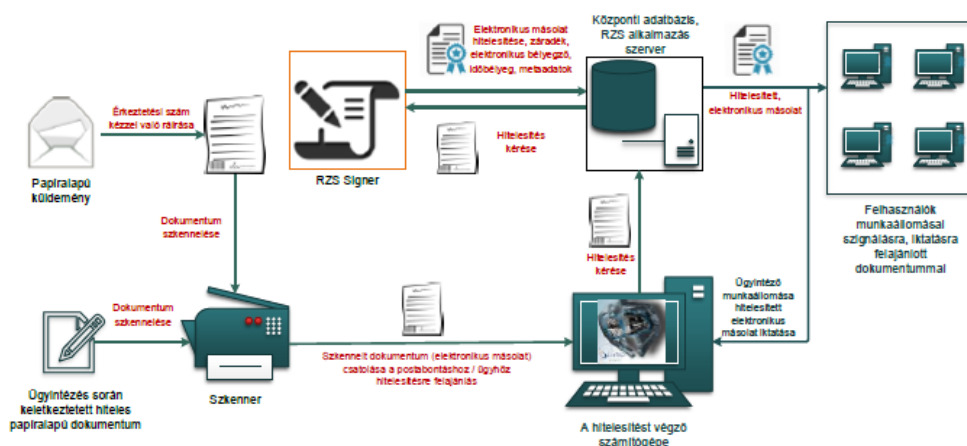 Elektronikus másolat
hitelesítése, záradék,
elektronikus bélyegző,
időbélyeg, metaadatok
Központi adatbázis,
RZS alkalmazás
szerver
Érkeztetési szám
kézzel való ráírása
Hitelesített,
elektronikus másolat
Papíralapú
küldemény
RZS Signer
Hitelesítés
kérése
Felhasználók
munkaállomásai
szignálásra, iktatásra
felajánlott
dokumentummal
Dokumentum
szkennelése
Hitelesítés
kérése
Ügyintéző
munkaállomása
hitelesített
elektronikus
másolat iktatása
Dokumentum
szkennelése
Szkennelt dokumentum (elektronikus másolat)
csatolása a postabontáshoz / ügyhöz
hitelesítésre felajánlás
Ügyintézés során
keletkeztetett hiteles
papíralapú dokumentum
Szkenner
A hitelesítést végző
számítógépe